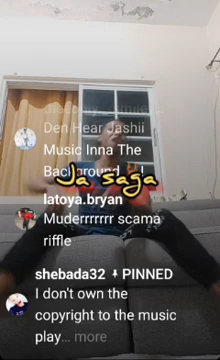 Den Hear Jashii
Music Inna The
Background
Ja saga
latoya.bryan
Muderrrrrr scama
riffle
shebada32 PINNED
I don't own the
copyright to the music
play... more